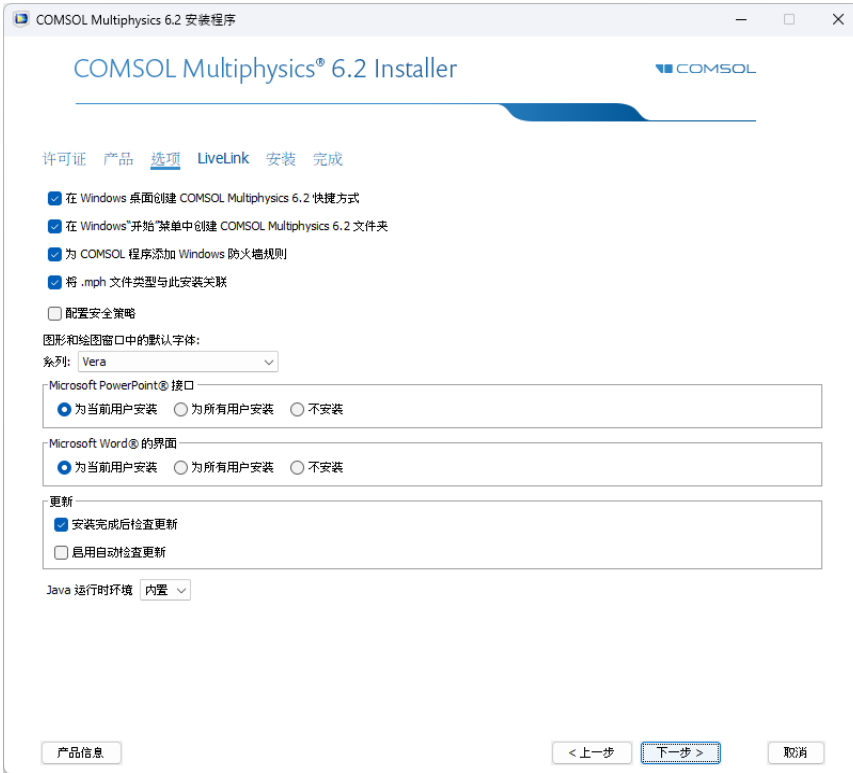 COMSOL Multiphysics 6.2 安装程序
COMSOL Multiphysics® 6.2 Installer
COMSOL
许可证 产品 选项 LiveLink 安装 完成
在 Windows 桌面创建 COMSOL Multiphysics 6.2 快捷方式
在 Windows“开始”菜单中创建 COMSOL Multiphysics 6.2 文件夹
为 COMSOL 程序添加 Windows 防火墙规则
将 .mph 文件类型与此安装关联
配置安全策略
图形和绘图窗口中的默认字体:
系列: Vera
Microsoft PowerPoint® 接口
为当前用户安装 为所有用户安装 不安装
Microsoft Word® 的界面
为当前用户安装 为所有用户安装 不安装
更新
安装完成后检查更新
启用自动检查更新
Java 运行时环境 内置
产品信息 < 上一步 下一步 > 取消